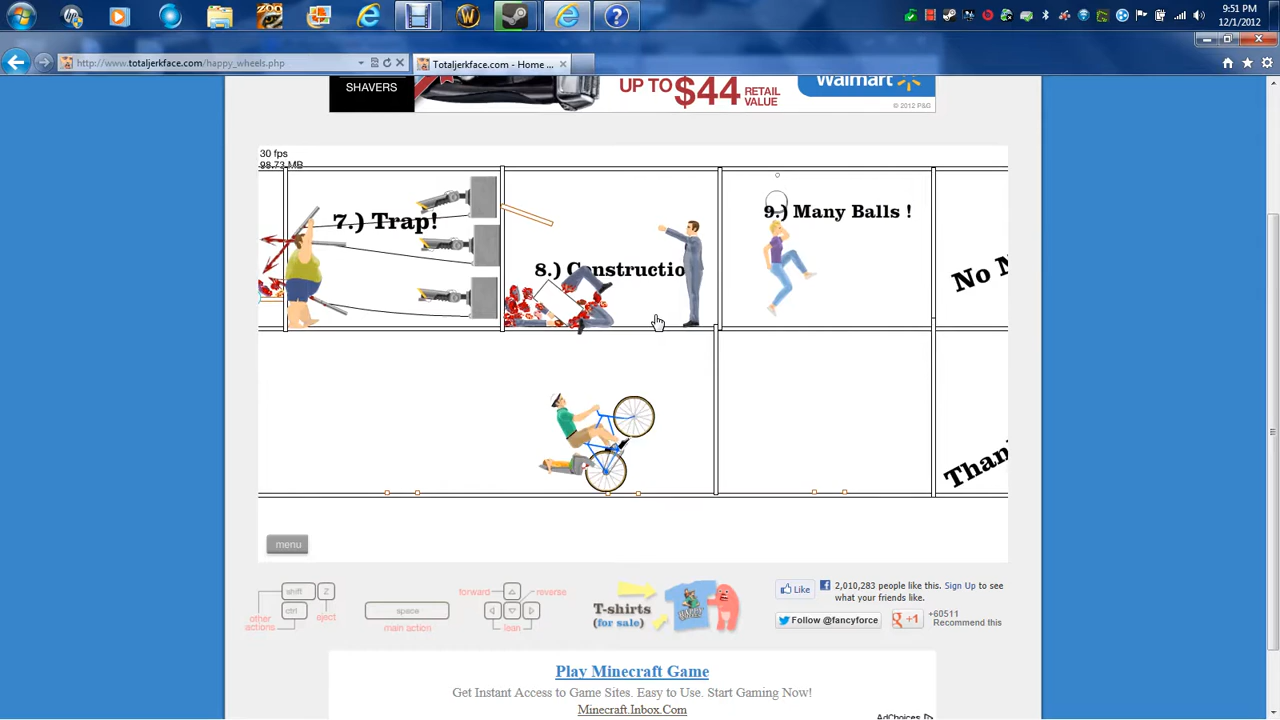 9:51 PM
12/1/2012
http://www.totaljerkface.com/happy_wheels.php
Totaljerkface.com - Home ...
SHAVERS
UP TO $44 RETAIL VALUE
Walmart
© 2012 P&G
30 fps
98.73 MB
7.) Trap!
8.) Constructio
9.) Many Balls !
No
Than
menu
shift
Z
ctrl
eject
other actions
space
main action
forward
reverse
lean
T-shirts
(for sale)
Like
2,010,283 people like this. Sign Up to see what your friends like.
Follow @fancyforce
+1
+60511
Recommend this
Play Minecraft Game
Get Instant Access to Game Sites. Easy to Use. Start Gaming Now!
Minecraft.Inbox.Com
AdChoices